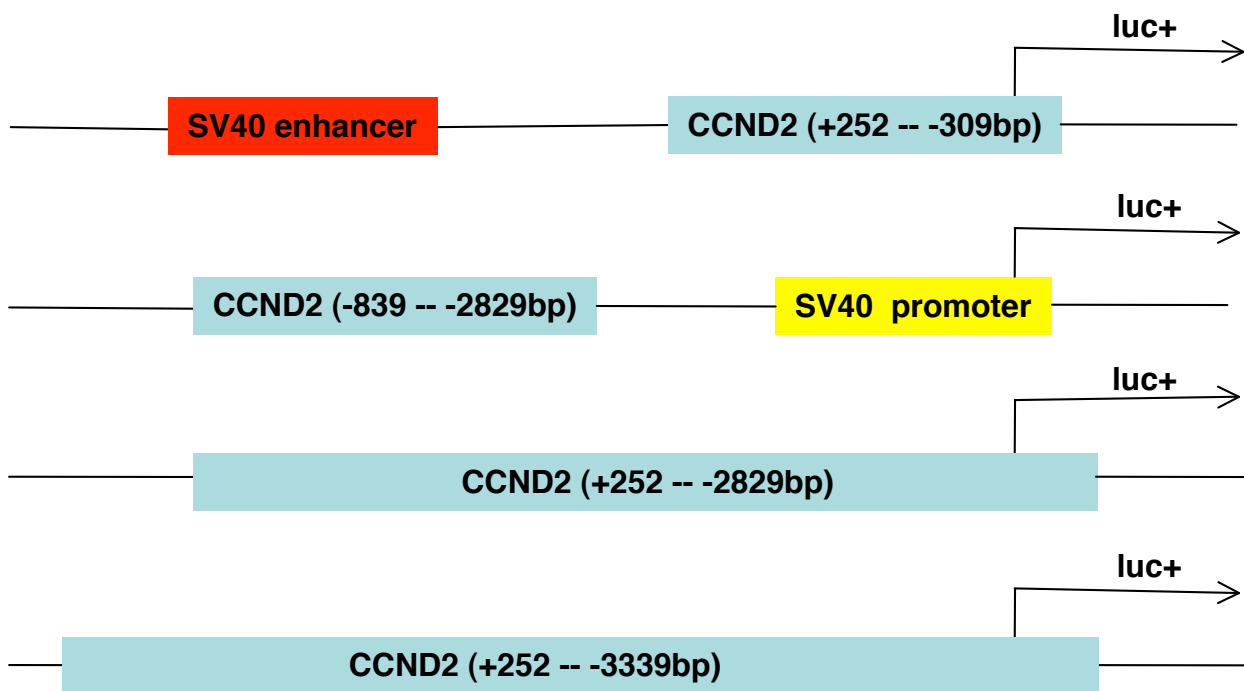 luc+
SV40 enhancer CCND2 (+252 -- -309bp)
luc+
CCND2 (-839 -- -2829bp) SV40 promoter
luc+
CCND2 (+252 -- -2829bp)
luc+
CCND2 (+252 -- -3339bp)